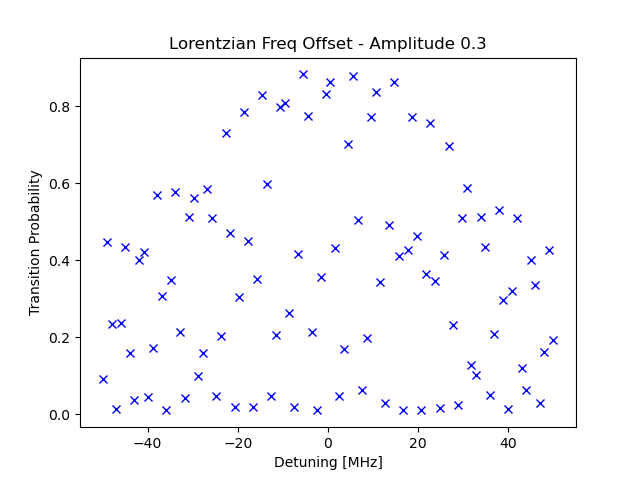 Lorentzian Freq Offset - Amplitude 0.3
Transition Probability
0.8
0.6
0.4
0.2
0.0
−40 −20 0 20 40
Detuning [MHz]